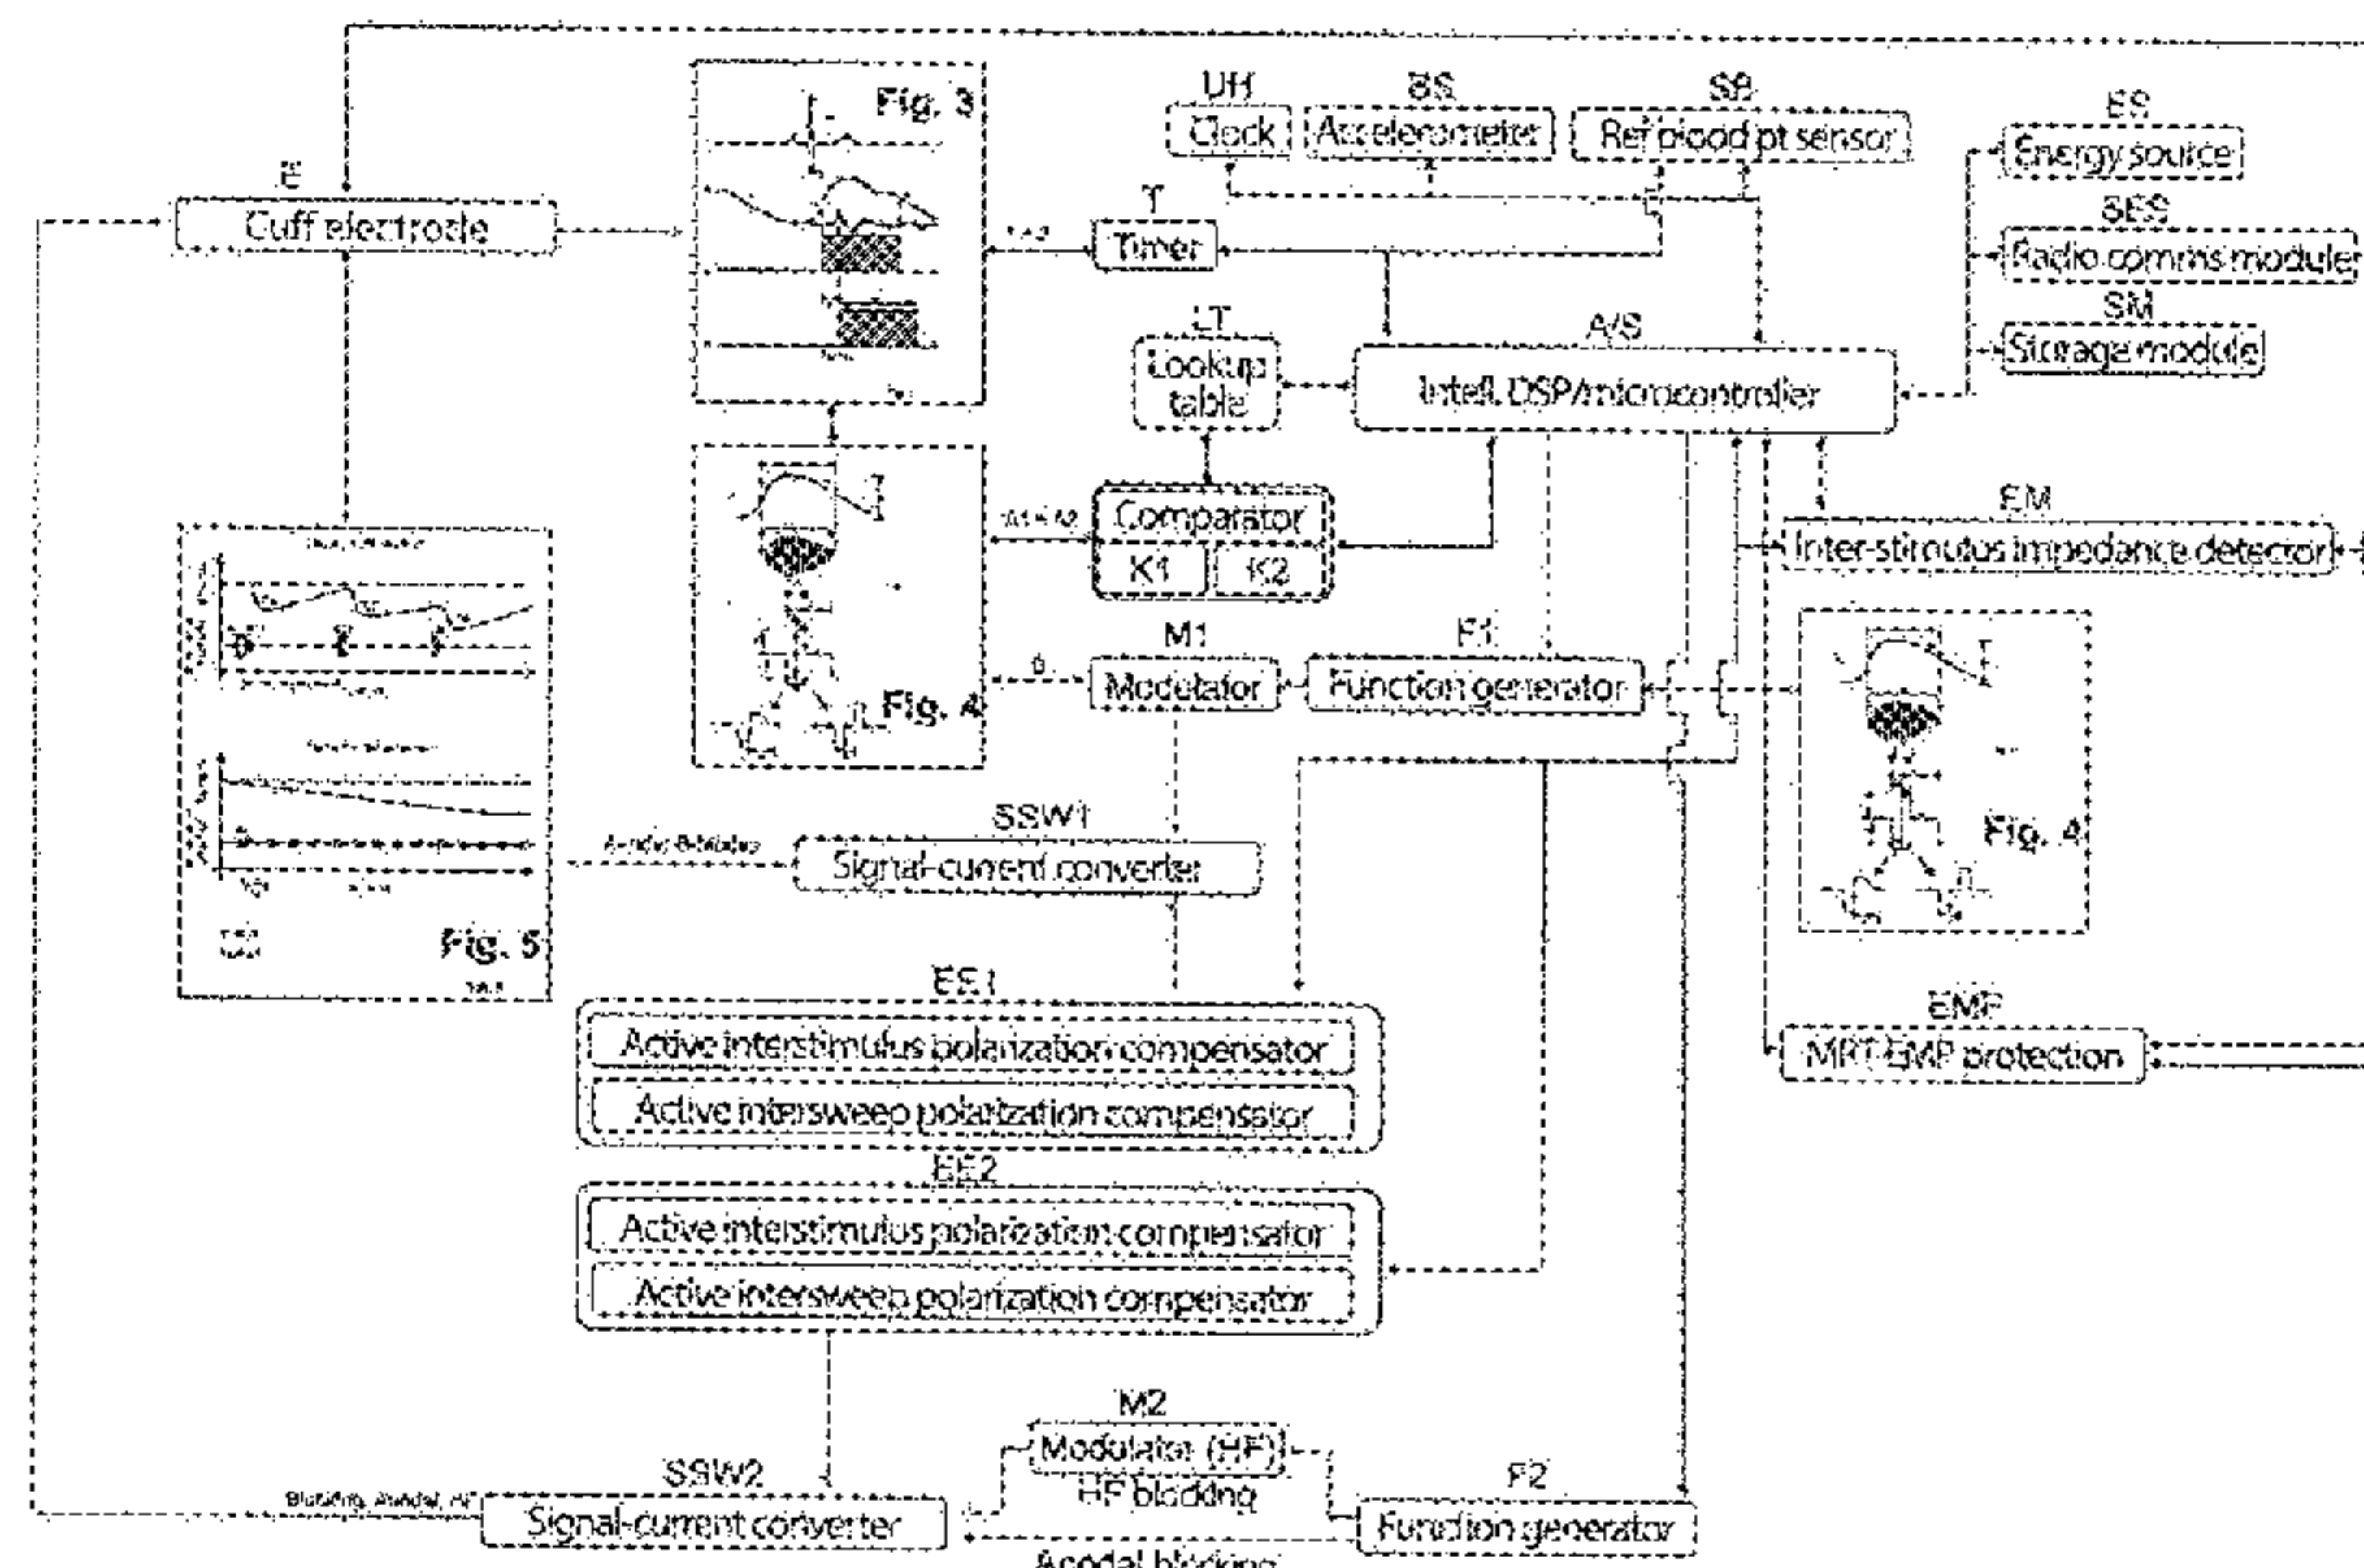 Fig. 3
UH
BS
SB
ES
Clock
Accelerometer
Ref blood pt sensor
Energy source
E
Cuff electrode
T
Timer
SES
Radio comms module
SM
Storage module
LT
Lookup
table
A/S
Intell. DSP/microcontroller
A1 + A2
Comparator
K1
K2
EM
Inter-stimulus impedance detector
M1
F1
Modulator
Function generator
Fig. 4
SSW1
Signal-current converter
Fig. 4
Fig. 5
EE1
Active interstimulus polarization compensator
Active intersweep polarization compensator
EMP
MRT-EMP protection
EE2
Active interstimulus polarization compensator
Active intersweep polarization compensator
M2
Modulator (HF)
HF blocking
SSW2
F2
Blocking, Anodal, HF
Signal-current converter
Function generator
Anodal blocking